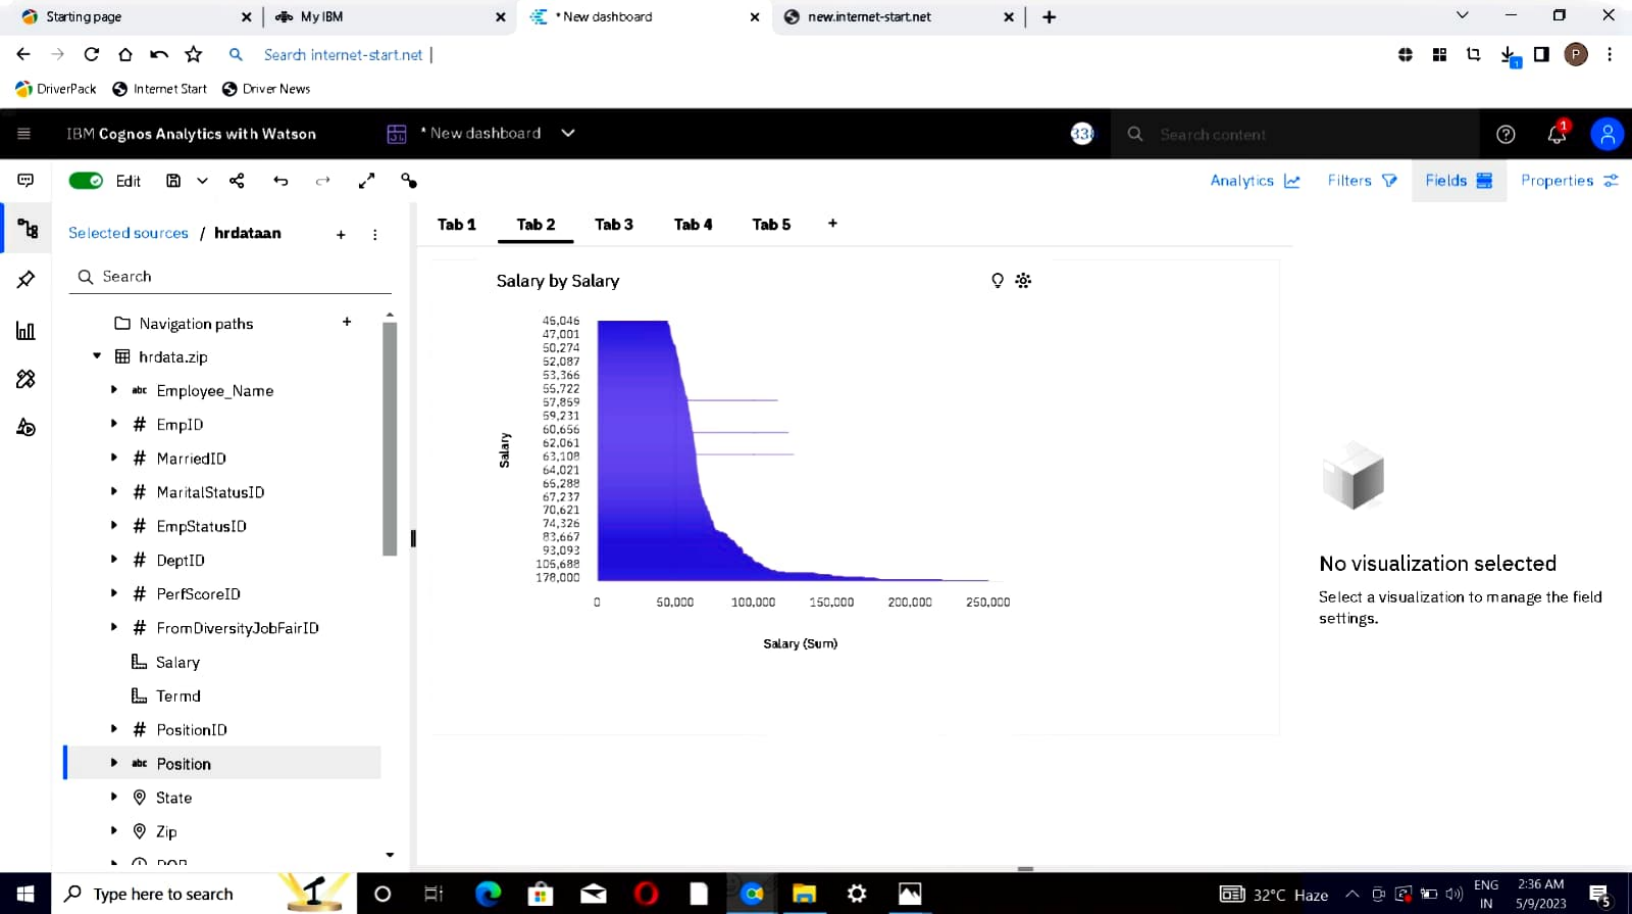 Starting page
My IBM
* New dashboard
new.internet-start.net
Search internet-start.net
P
1
DriverPack
Internet Start
Driver News
IBM Cognos Analytics with Watson
* New dashboard
Search content
1
Edit
Analytics
Filters
Fields
Properties
Selected sources / hrdataan
Tab 1
Tab 2
Tab 3
Tab 4
Tab 5
Search
Navigation paths
hrdata.zip
abc Employee_Name
# EmpID
# MarriedID
# MaritalStatusID
# EmpStatusID
# DeptID
# PerfScoreID
# FromDiversityJobFairID
Salary
Termd
# PositionID
abc Position
State
Zip
Salary by Salary
Salary
45,046
47,001
50,274
52,087
53,366
55,722
57,859
59,231
60,656
62,061
63,108
64,021
65,288
67,237
70,621
74,326
83,667
93,093
105,688
178,000
0
50,000
100,000
150,000
200,000
250,000
Salary (Sum)
No visualization selected
Select a visualization to manage the field
settings.
Type here to search
32°C Haze
ENG
IN
2:36 AM
5/9/2023
5